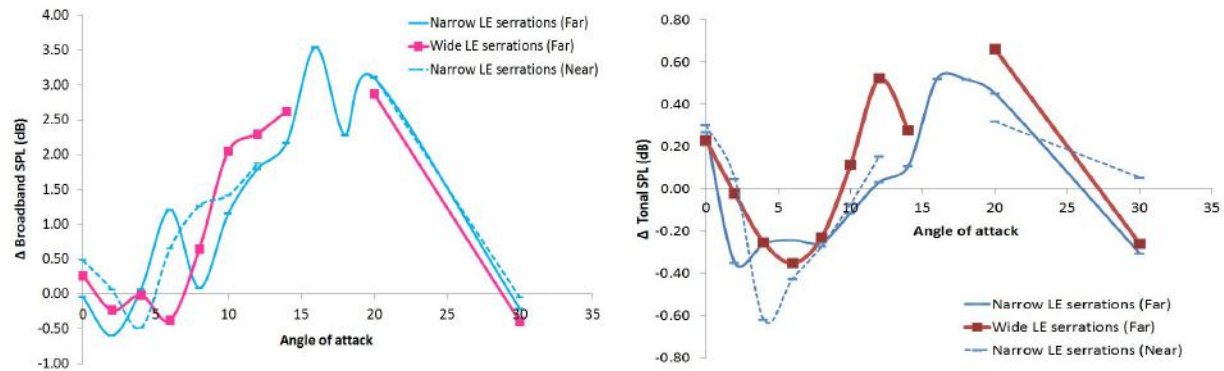 4.00
3.50
3.00
2.50
2.00
1.50
1.00
0.50
0.00
-0.50
-1.00
Δ Broadband SPL (dB)
0 5 10 15 20 25 30 35
Angle of attack
Narrow LE serrations (Far)
Wide LE serrations (Far)
Narrow LE serrations (Near)
0.80
0.60
0.40
0.20
0.00
-0.20
-0.40
-0.60
-0.80
Δ Tonal SPL (dB)
0 5 10 15 20 25 30 35
Angle of attack
Narrow LE serrations (Far)
Wide LE serrations (Far)
Narrow LE serrations (Near)